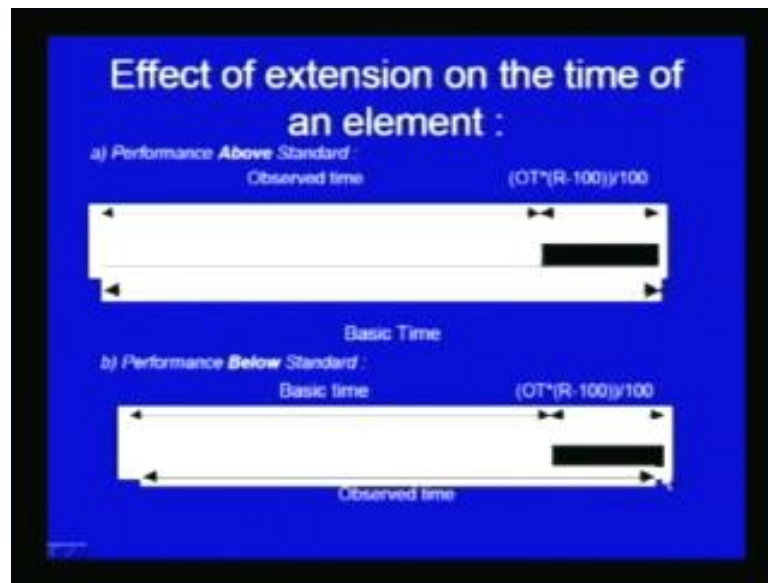 Effect of extension on the time of
an element :
a) Performance Above Standard :
Observed time (OT*(R-100))/100
Basic Time
b) Performance Below Standard :
Basic time (OT*(R-100))/100
Observed time